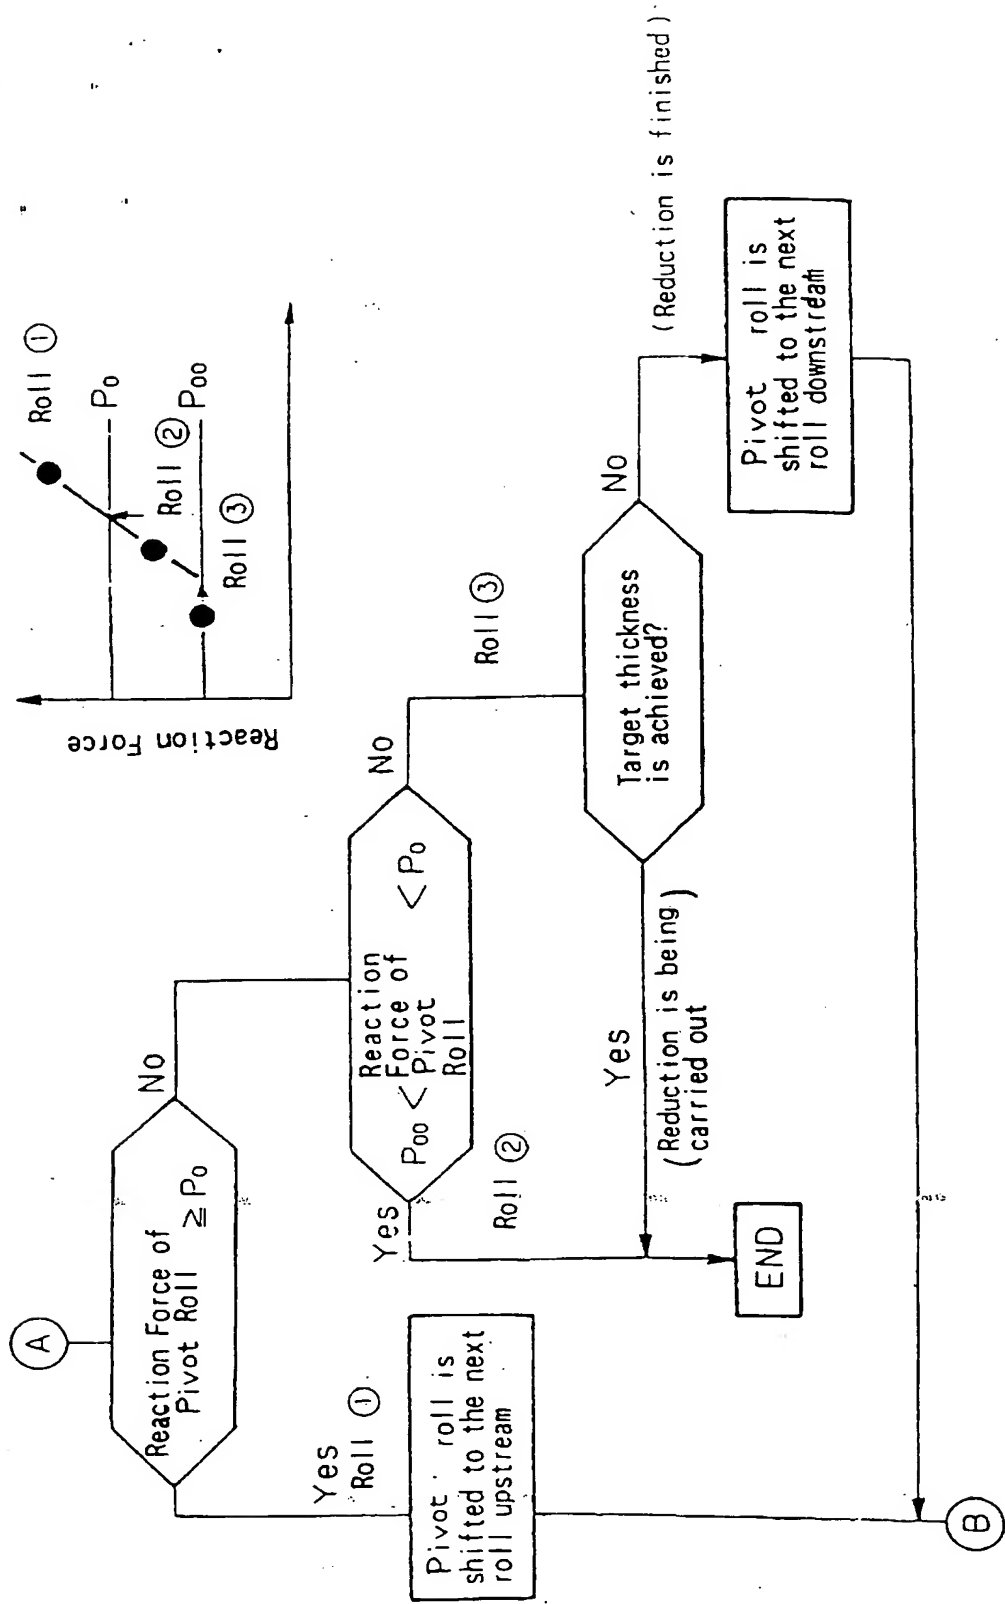 A
Reaction Force of
Pivot Roll ≧ P0
Yes
Roll ①
No
Pivot roll is
shifted to the next
roll upstream
Reaction
P00 < Force of < P0
Pivot
Roll
Yes
Roll ②
No
Roll ③
Target thickness
is achieved?
Yes
(Reduction is being
carried out)
No
(Reduction is finished)
Pivot roll is
shifted to the next
roll downstream
END
B
Reaction Force
Roll ①
P0
Roll ②
P00
Roll ③